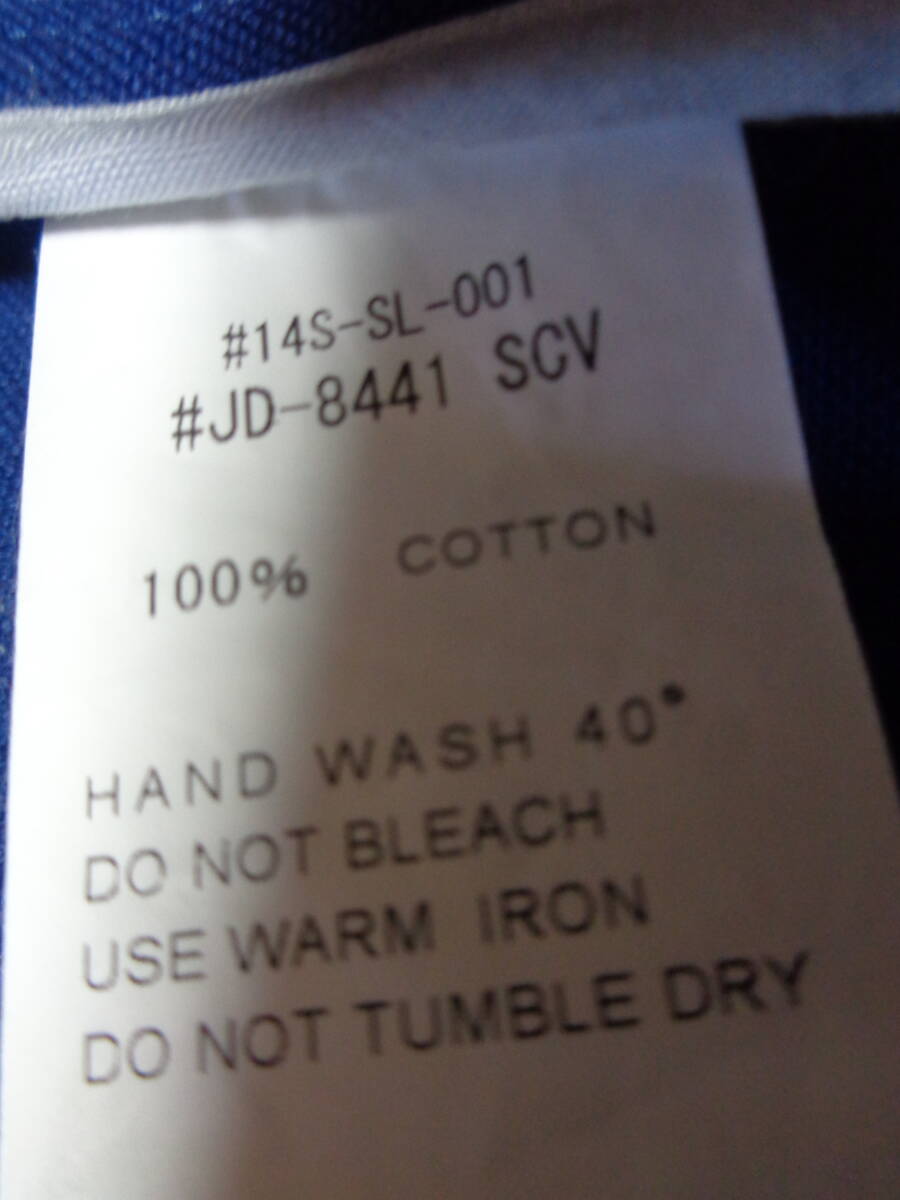 #14S-SL-001
#JD-8441 SCV
100% COTTON
HAND WASH 40°
DO NOT BLEACH
USE WARM IRON
DO NOT TUMBLE DRY